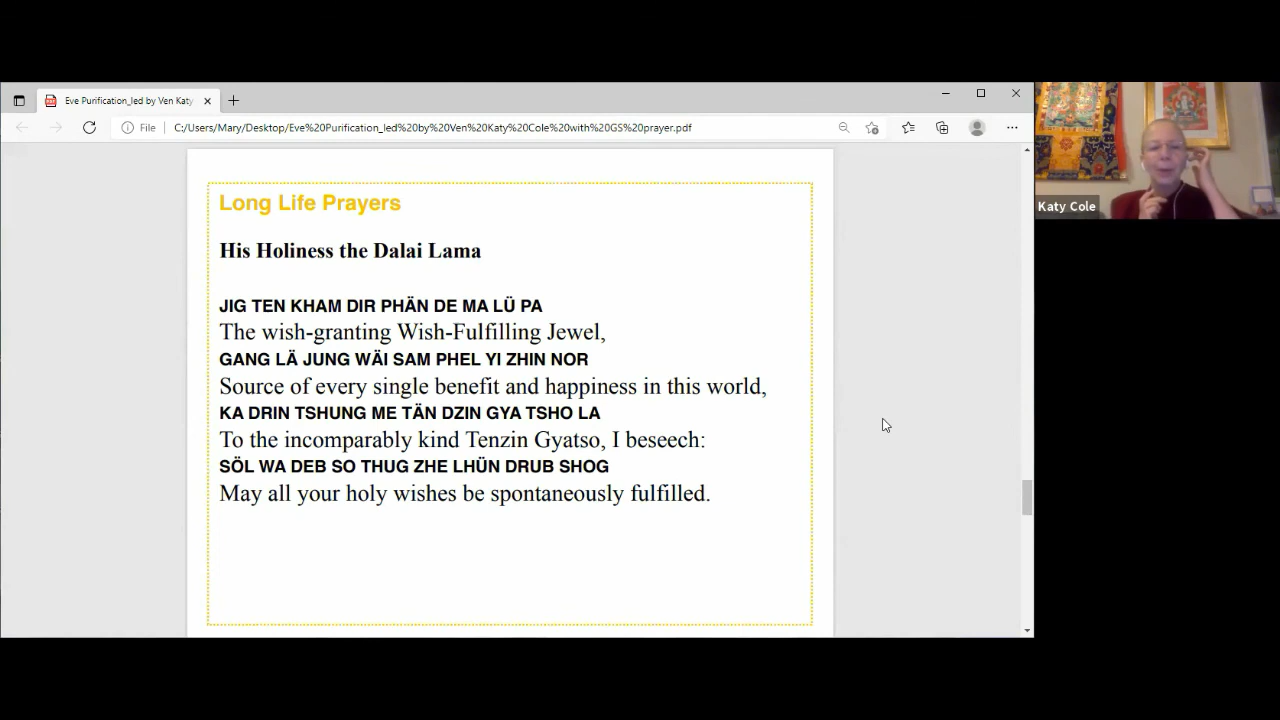 Eve Purification_led by Ven Katy
File
C:/Users/Mary/Desktop/Eve%20Purification_led%20by%20Ven%20Katy%20Cole%20with%20GS%20prayer.pdf
Katy Cole
Long Life Prayers
His Holiness the Dalai Lama
JIG TEN KHAM DIR PHÄN DE MA LÜ PA
The wish-granting Wish-Fulfilling Jewel,
GANG LÄ JUNG WÄI SAM PHEL YI ZHIN NOR
Source of every single benefit and happiness in this world,
KA DRIN TSHUNG ME TÄN DZIN GYA TSHO LA
To the incomparably kind Tenzin Gyatso, I beseech:
SÖL WA DEB SO THUG ZHE LHÜN DRUB SHOG
May all your holy wishes be spontaneously fulfilled.